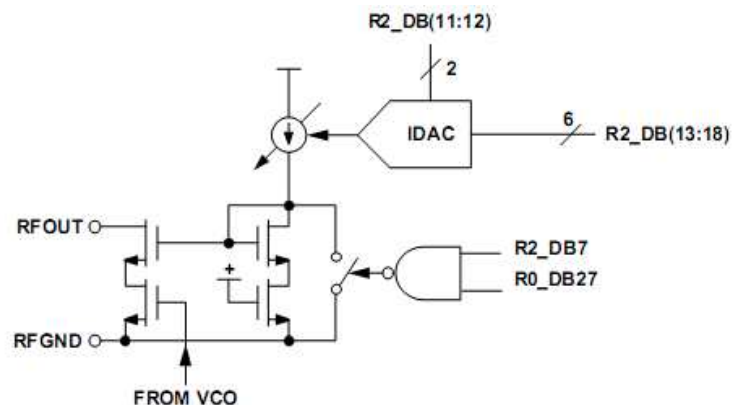 R2_DB(11:12)
2
IDAC
6
R2_DB(13:18)
RFOUT
+
R2_DB7
R0_DB27
RFGND
FROM VCO